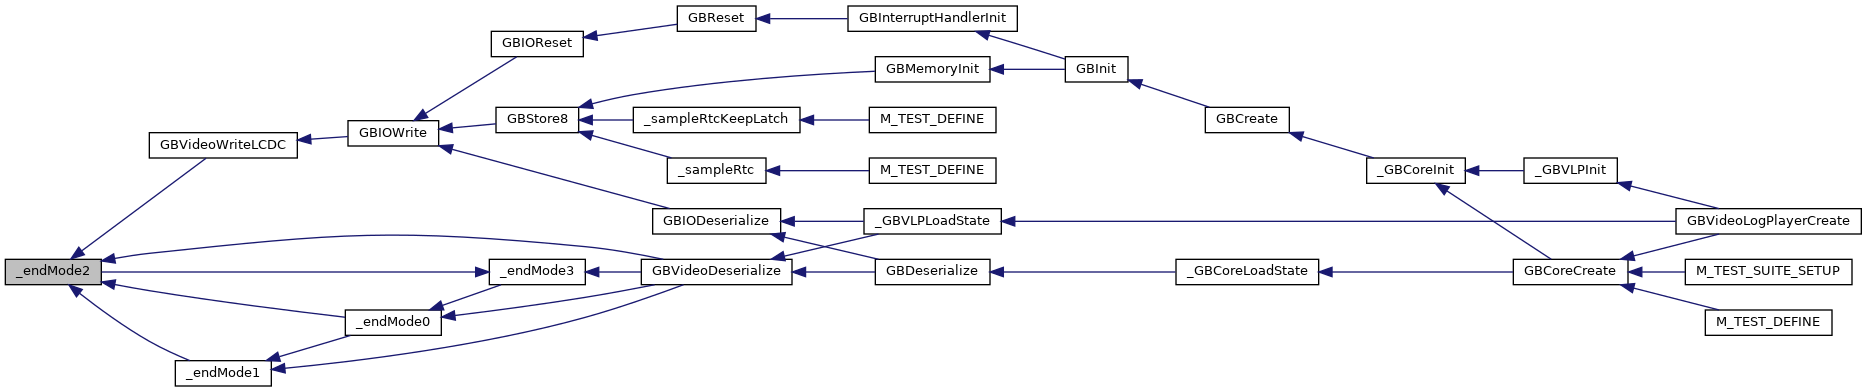 GBReset
GBInterruptHandlerInit
GBIOReset
GBMemoryInit
GBInit
GBStore8
_sampleRtcKeepLatch
M_TEST_DEFINE
GBCreate
GBIOWrite
GBVideoWriteLCDC
_sampleRtc
M_TEST_DEFINE
_GBCoreInit
_GBVLPInit
GBIODeserialize
_GBVLPLoadState
GBVideoLogPlayerCreate
_endMode2
_endMode3
GBVideoDeserialize
GBDeserialize
_GBCoreLoadState
GBCoreCreate
M_TEST_SUITE_SETUP
_endMode0
M_TEST_DEFINE
_endMode1